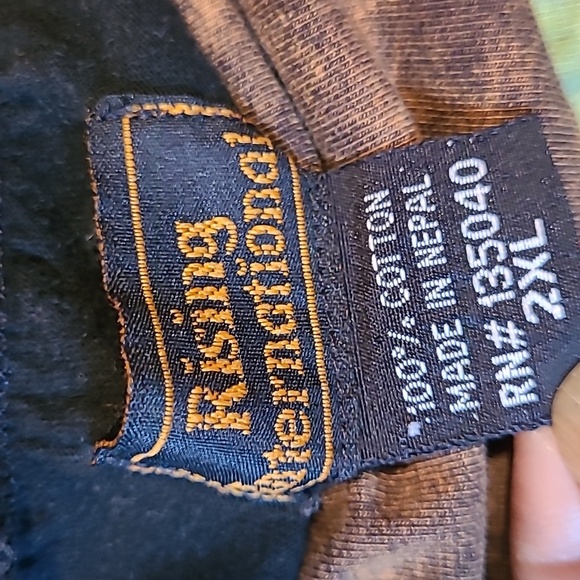 Rising
International
100% COTTON
MADE IN NEPAL
RN# 135040
2XL